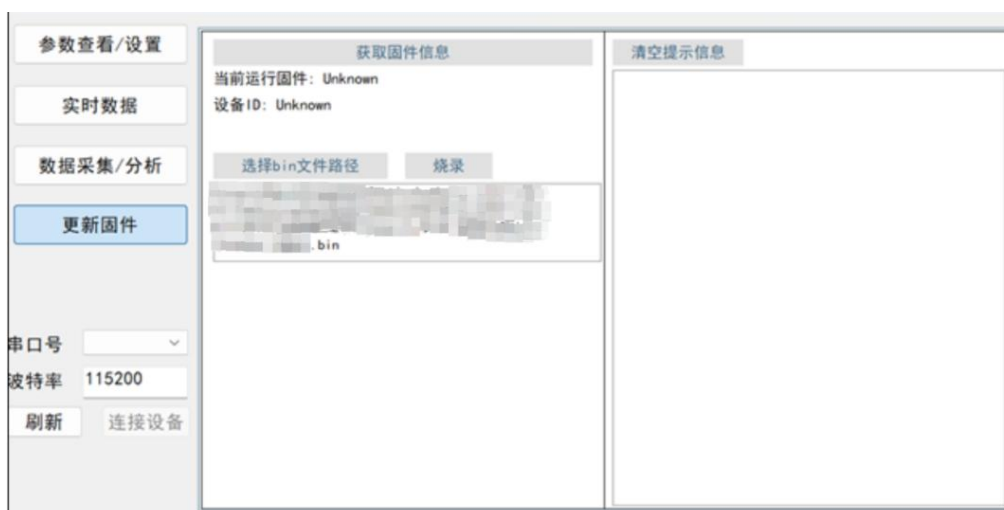 参数查看/设置
实时数据
数据采集/分析
更新固件
串口号
波特率 115200
刷新 连接设备
获取固件信息
当前运行固件: Unknown
设备ID: Unknown
选择bin文件路径 烧录
.bin
清空提示信息